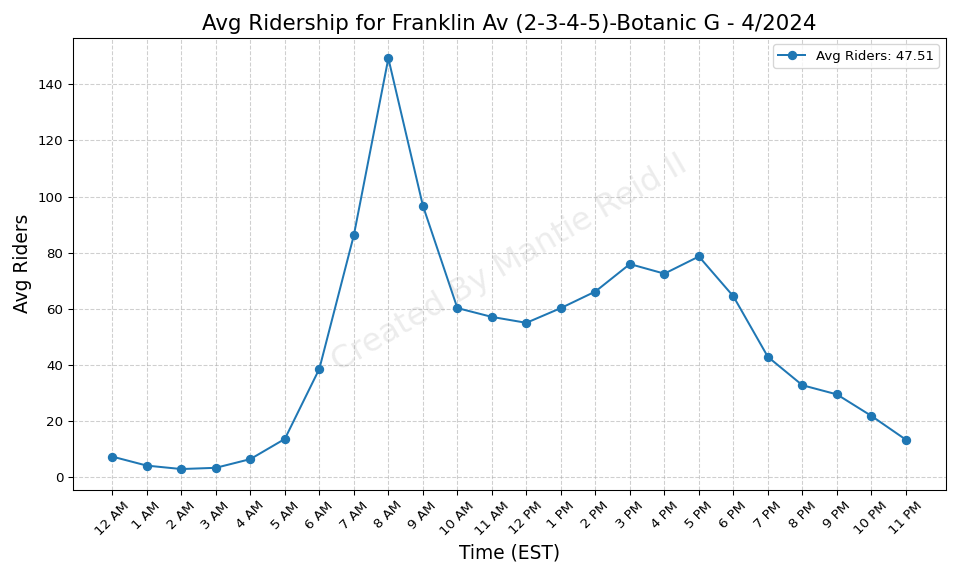 Avg Ridership for Franklin Av (2-3-4-5)-Botanic G - 4/2024
Avg Riders: 47.51
Avg Riders
140
120
100
80
60
40
20
0
Created By Mantie Reid II
12 AM 1 AM 2 AM 3 AM 4 AM 5 AM 6 AM 7 AM 8 AM 9 AM 10 AM 11 AM 12 PM 1 PM 2 PM 3 PM 4 PM 5 PM 6 PM 7 PM 8 PM 9 PM 10 PM 11 PM
Time (EST)